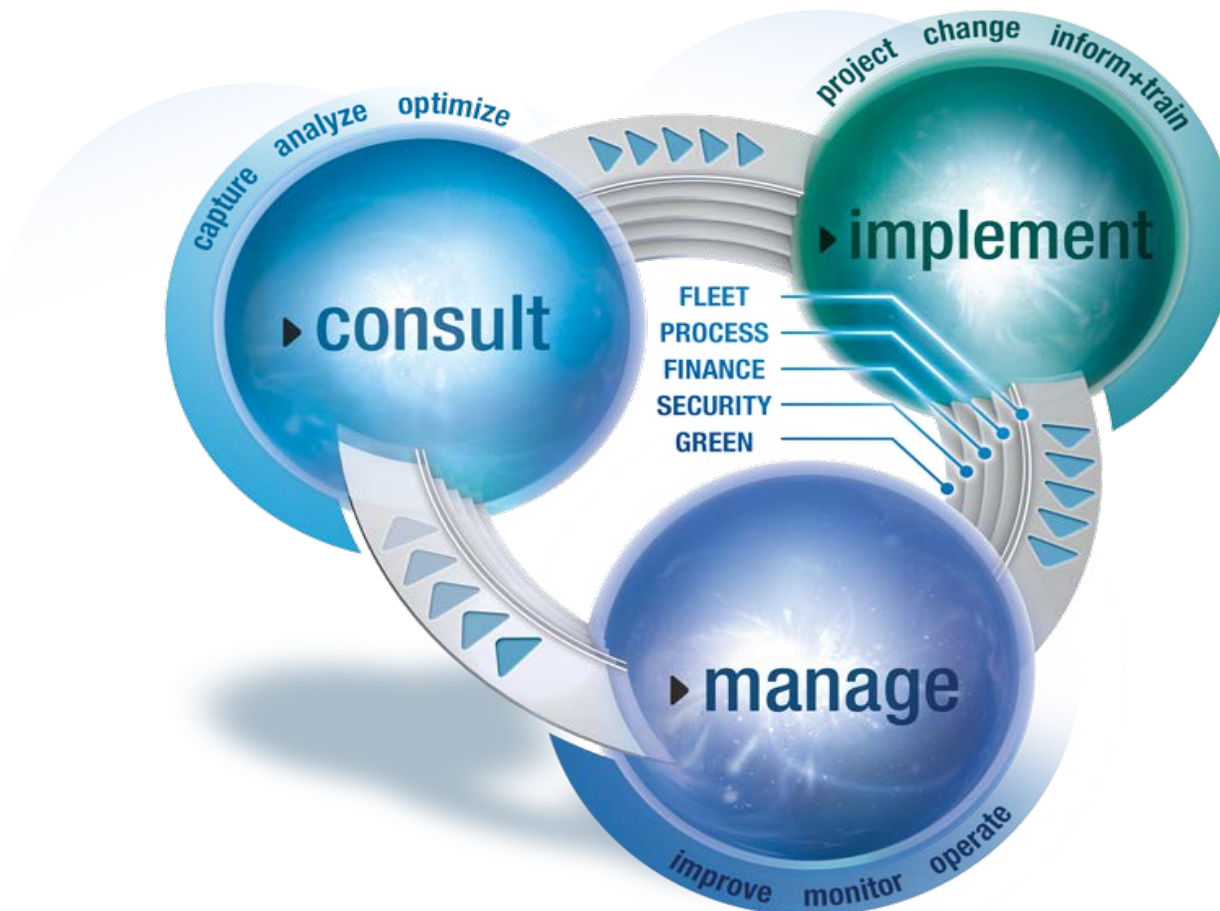 capture analyze optimize
consult
project change inform+train
implement
FLEET
PROCESS
FINANCE
SECURITY
GREEN
manage
improve monitor operate